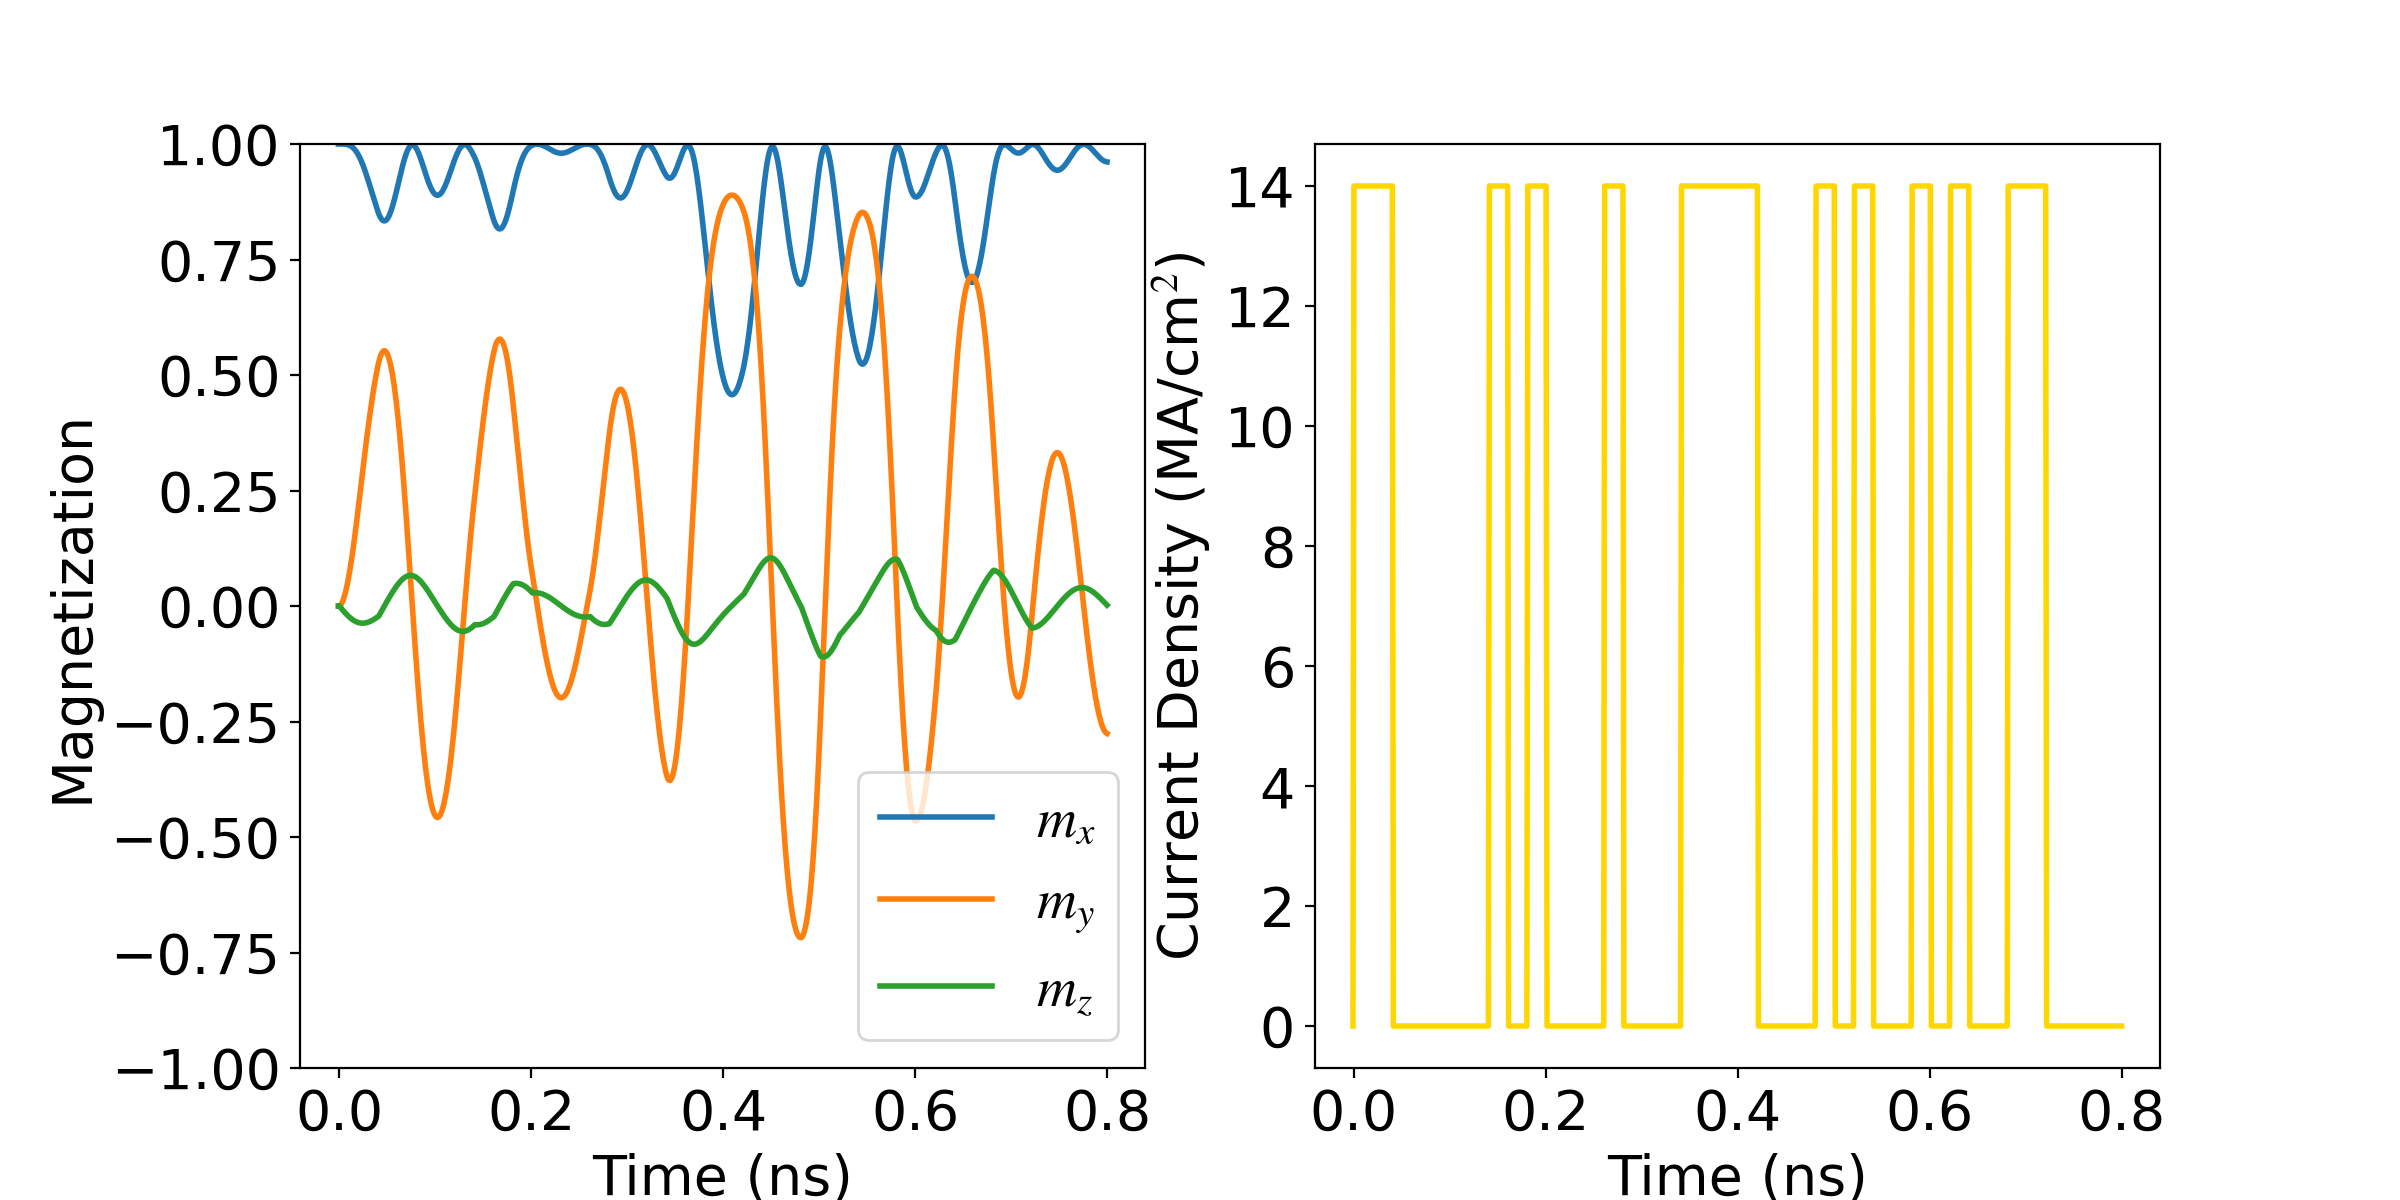 Magnetization
1.00
0.75
0.50
0.25
0.00
−0.25
−0.50
−0.75
−1.00
0.0 0.2 0.4 0.6 0.8
Time (ns)
m_x
m_y
m_z
Current Density (MA/cm²)
14
12
10
8
6
4
2
0
0.0 0.2 0.4 0.6 0.8
Time (ns)